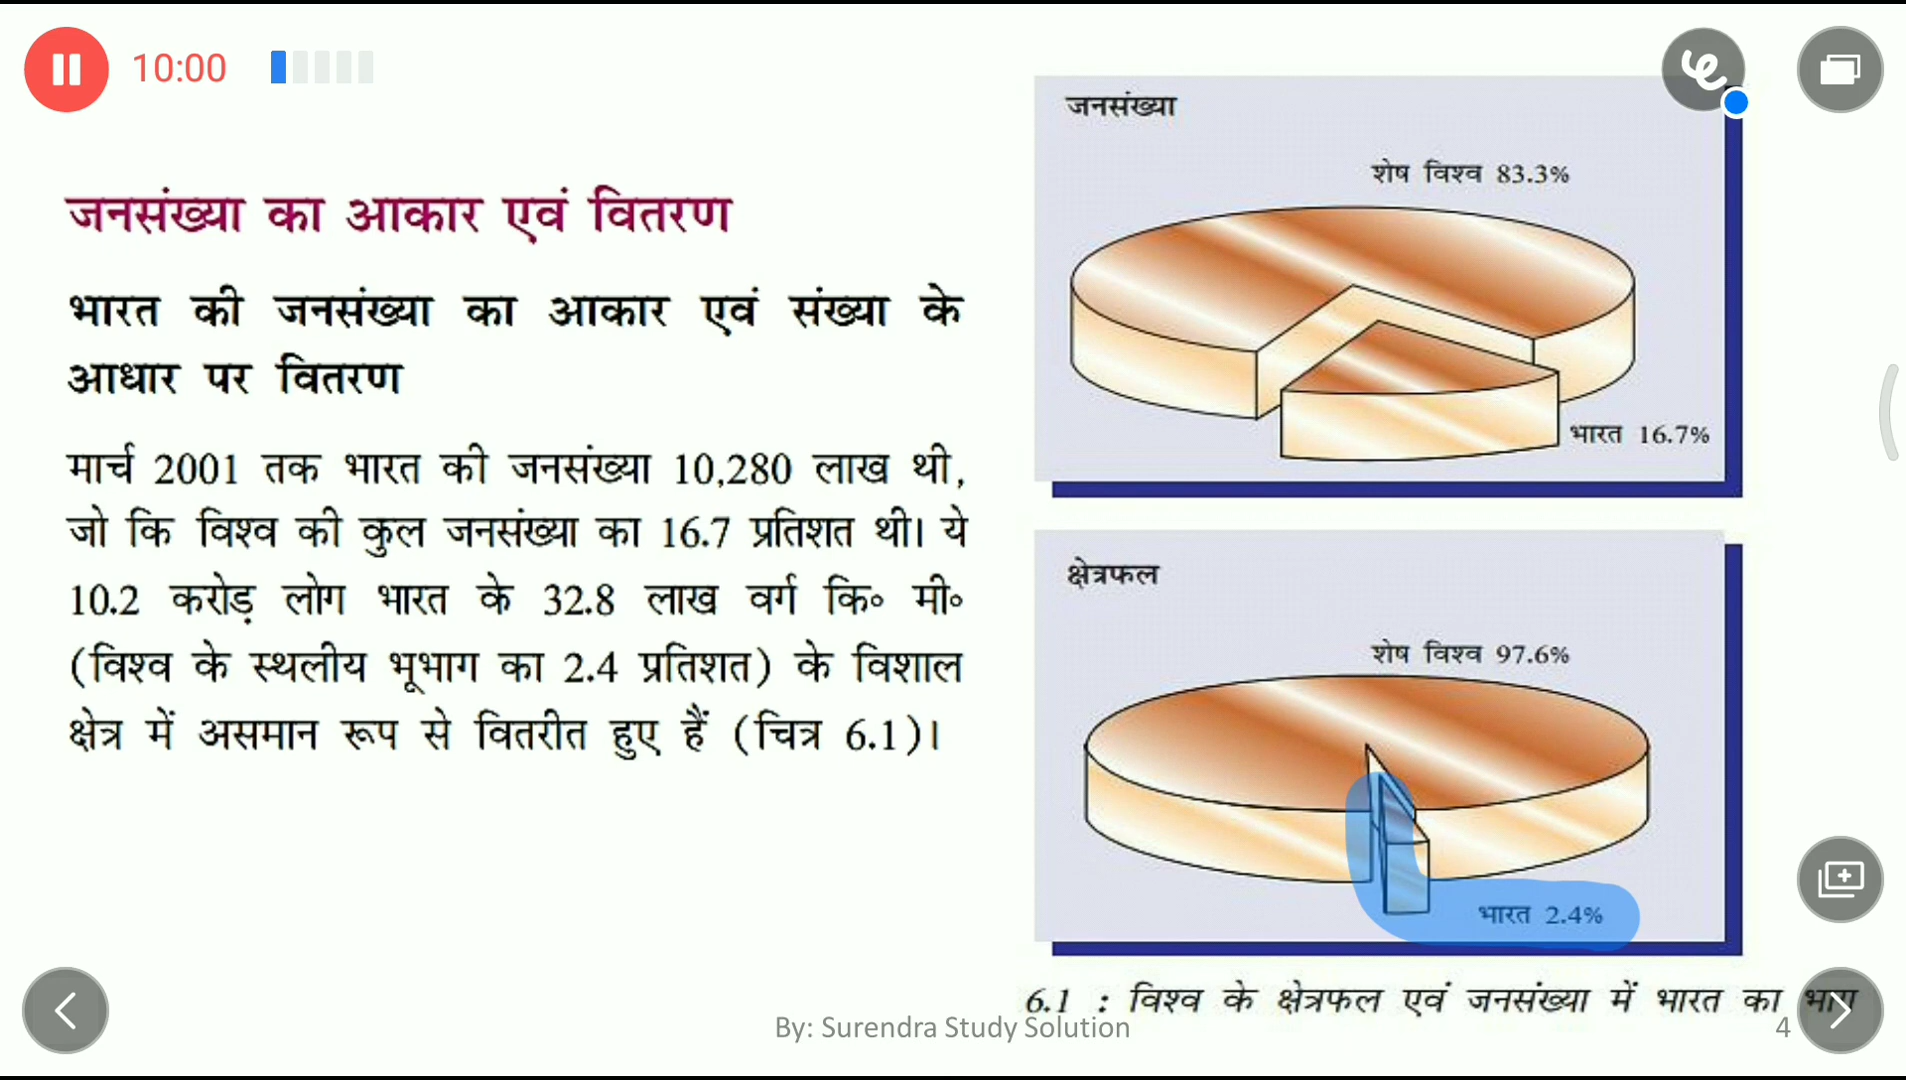 10:00
जनसंख्या का आकार एवं वितरण
भारत की जनसंख्या का आकार एवं संख्या के
आधार पर वितरण
मार्च 2001 तक भारत की जनसंख्या 10,280 लाख थी,
जो कि विश्व की कुल जनसंख्या का 16.7 प्रतिशत थी। ये
10.2 करोड़ लोग भारत के 32.8 लाख वर्ग कि॰ मी॰
(विश्व के स्थलीय भूभाग का 2.4 प्रतिशत) के विशाल
क्षेत्र में असमान रूप से वितरीत हुए हैं (चित्र 6.1)।
जनसंख्या
शेष विश्व 83.3%
भारत 16.7%
क्षेत्रफल
शेष विश्व 97.6%
भारत 2.4%
6.1 : विश्व के क्षेत्रफल एवं जनसंख्या में भारत का भाग
By: Surendra Study Solution
4